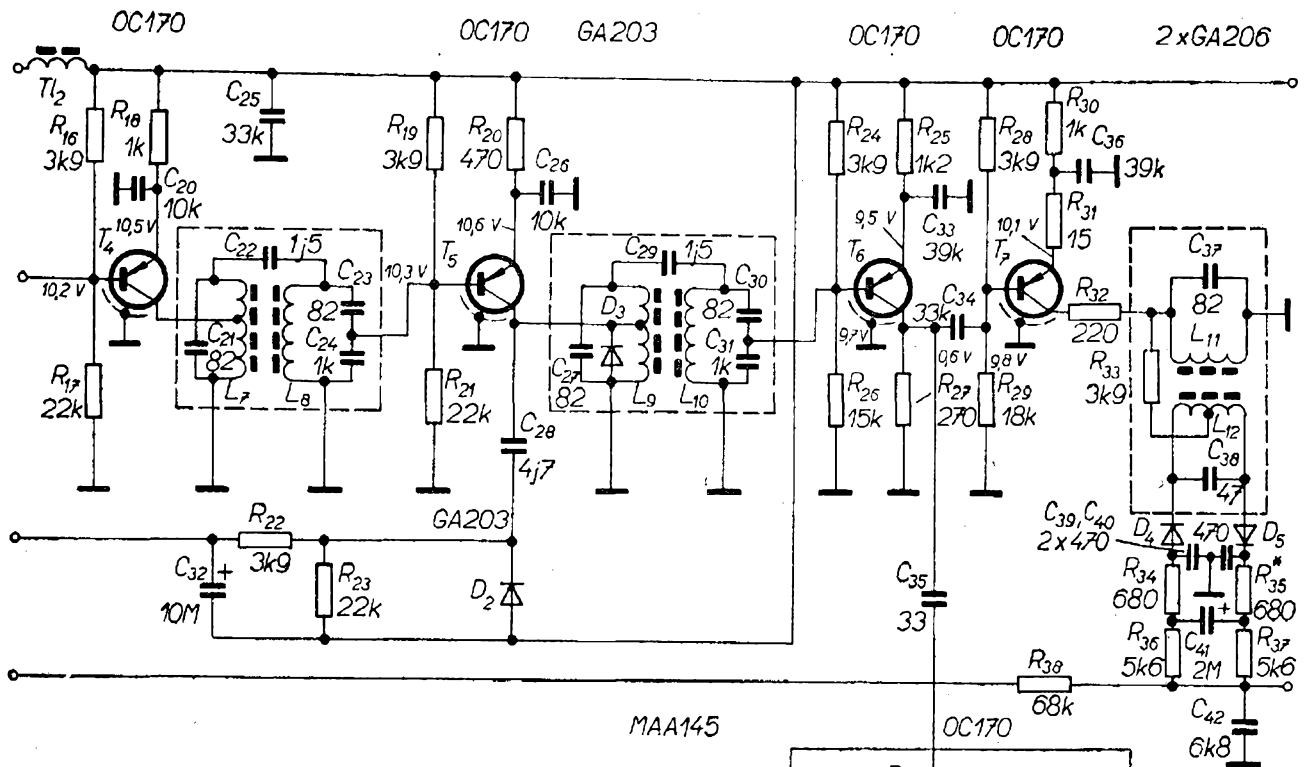 OC170
OC170
GA203
OC170
OC170
2xGA206
Tl2
R16
3k9
R18
1k
C25
33k
R19
3k9
R20
470
C26
10k
R24
3k9
R25
1k2
R28
3k9
R30
1k
C36
39k
C20
10k
10,5 V
T4
10,2 V
C22
1j5
C23
82
C21
82
C24
1k
L7
L8
R17
22k
10,3 V
10,6 V
T5
R21
22k
C28
4j7
C29
1j5
C30
82
D3
C27
82
C31
1k
L9
L10
9,5 V
C33
39k
T6
9,7V
33k
C34
0,6 V
R26
15k
R27
270
10,1 V
R31
15
T7
9,8 V
R29
18k
R32
220
C37
82
L11
R33
3k9
L12
C38
47
GA203
R22
3k9
C32
+
10M
R23
22k
D2
C35
33
C39, C40
2x470
D4
470
D5
R34
680
R35*
680
+
R36
5k6
C41
2M
R37
5k6
R38
68k
C42
6k8
MAA145
OC170